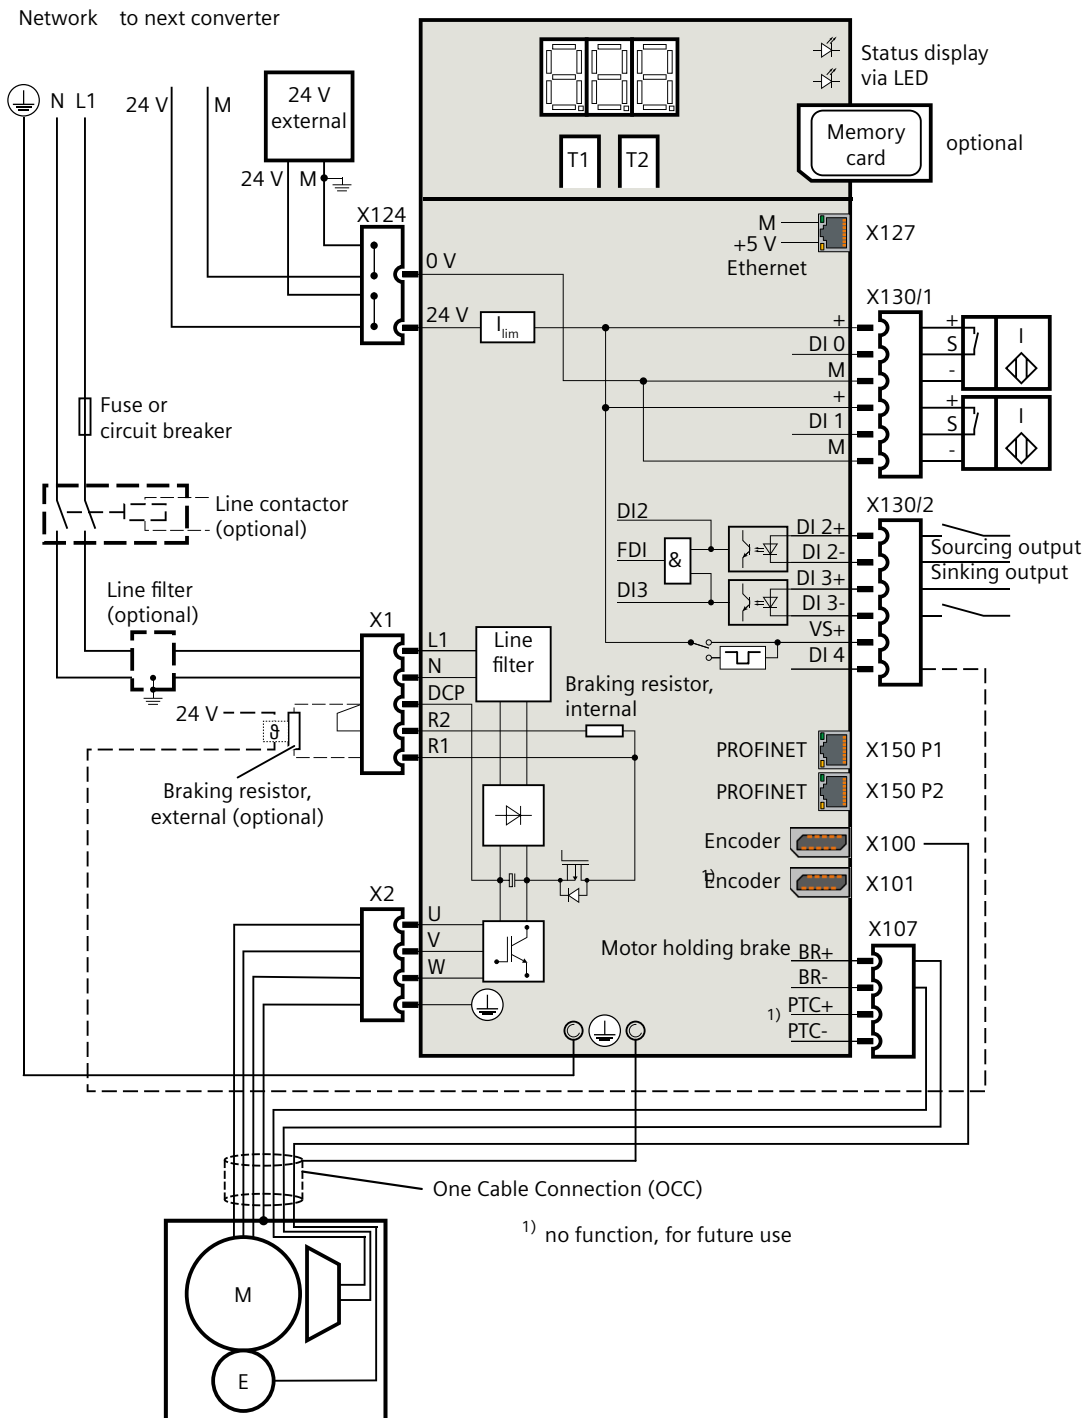 Network to next converter
Status display
via LED
N L1 24 V M
24 V
external
Memory
card
optional
T1 T2
24 V M
X124
M
+5 V
Ethernet
X127
0 V
24 V
I lim
X130/1
+
DI 0
M
+
DI 1
M
+
S
-
I
+
S
-
I
Fuse or
circuit breaker
Line contactor
(optional)
X130/2
DI2
FDI
&
DI3
DI 2+
DI 2-
DI 3+
DI 3-
VS+
DI 4
Sourcing output
Sinking output
Line filter
(optional)
X1
L1
N
DCP
R2
R1
Line
filter
Braking resistor,
internal
24 V
ϑ
Braking resistor,
external (optional)
PROFINET X150 P1
PROFINET X150 P2
Encoder X100
1) Encoder X101
X2
U
V
W
X107
Motor holding brake BR+
BR-
1) PTC+
PTC-
One Cable Connection (OCC)
1) no function, for future use
M
E